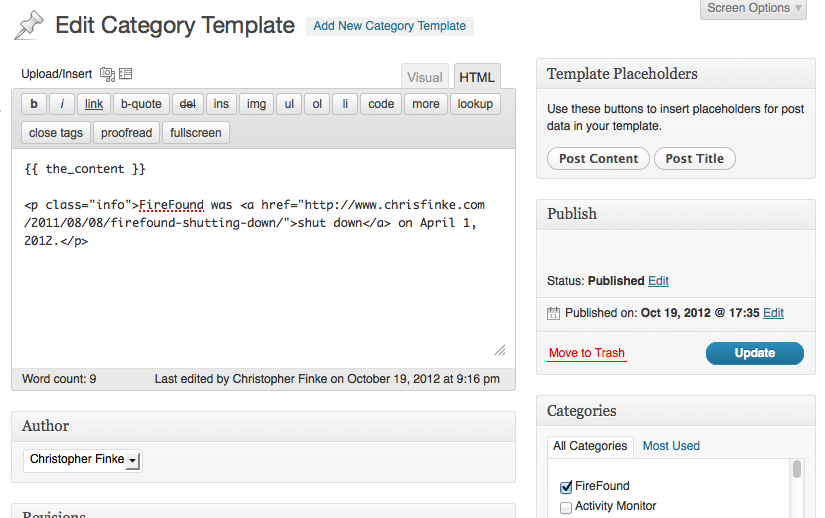 Screen Options
Edit Category Template Add New Category Template
Upload/Insert
Visual HTML
b i link b-quote del ins img ul ol li code more lookup
close tags proofread fullscreen
{{ the_content }}
<p class="info">FireFound was <a href="http://www.chrisfinke.com
/2011/08/08/firefound-shutting-down/">shut down</a> on April 1,
2012.</p>
Word count: 9 Last edited by Christopher Finke on October 19, 2012 at 9:16 pm
Author
Christopher Finke
Revisions
Template Placeholders
Use these buttons to insert placeholders for post
data in your template.
Post Content Post Title
Publish
Status: Published Edit
11 Published on: Oct 19, 2012 @ 17:35 Edit
Move to Trash Update
Categories
All Categories Most Used
FireFound
Activity Monitor